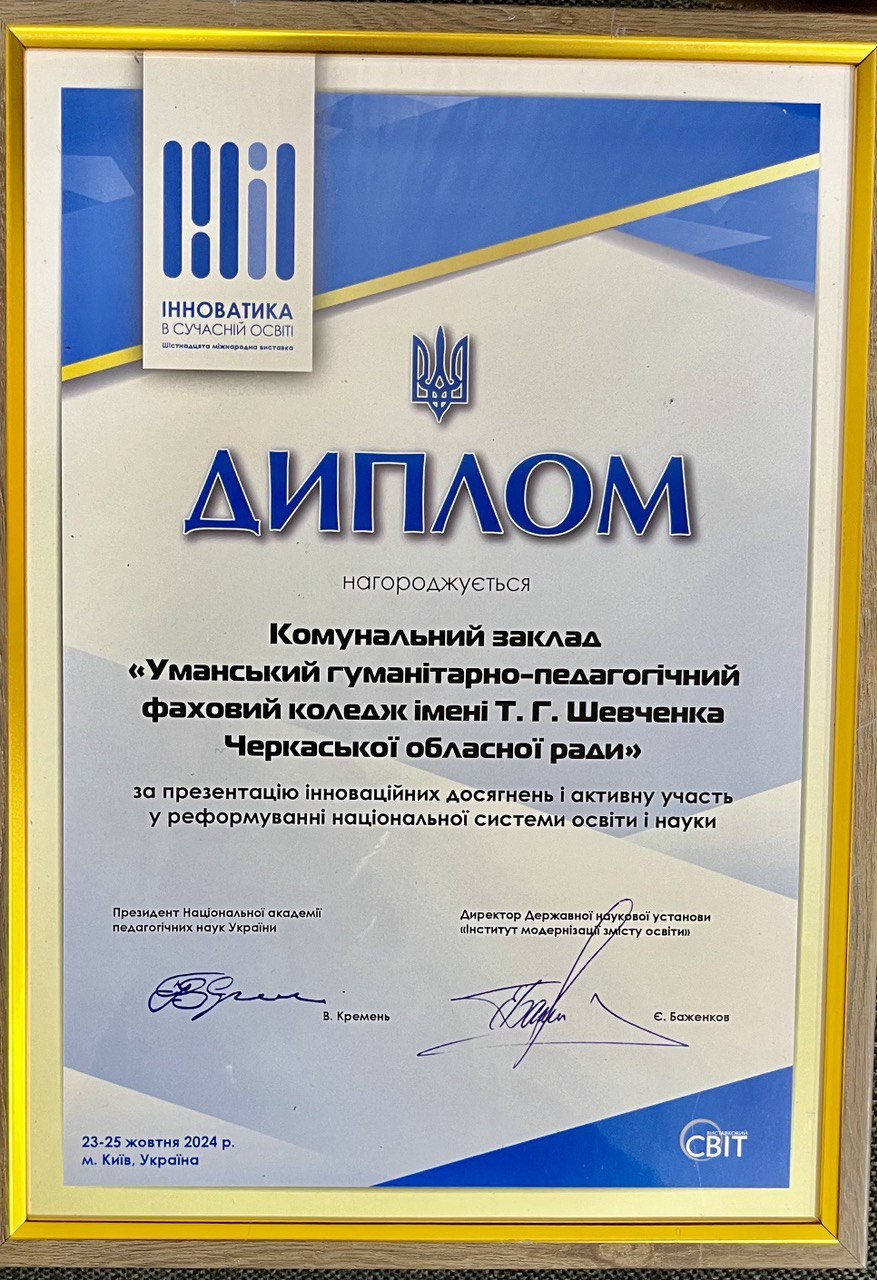 ІННОВАТИКА
В СУЧАСНІЙ ОСВІТІ
Шістнадцята міжнародна виставка
ДИПЛОМ
нагороджується
Комунальний заклад
«Уманський гуманітарно-педагогічний
фаховий коледж імені Т. Г. Шевченка
Черкаської обласної ради»
за презентацію інноваційних досягнень і активну участь
у реформуванні національної системи освіти і науки
Президент Національної академії
педагогічних наук України
В. Кремень
Директор Державної наукової установи
«Інститут модернізації змісту освіти»
Є. Баженков
23-25 жовтня 2024 р.
м. Київ, Україна
ВИСТАВКОВИЙ
СВІТ